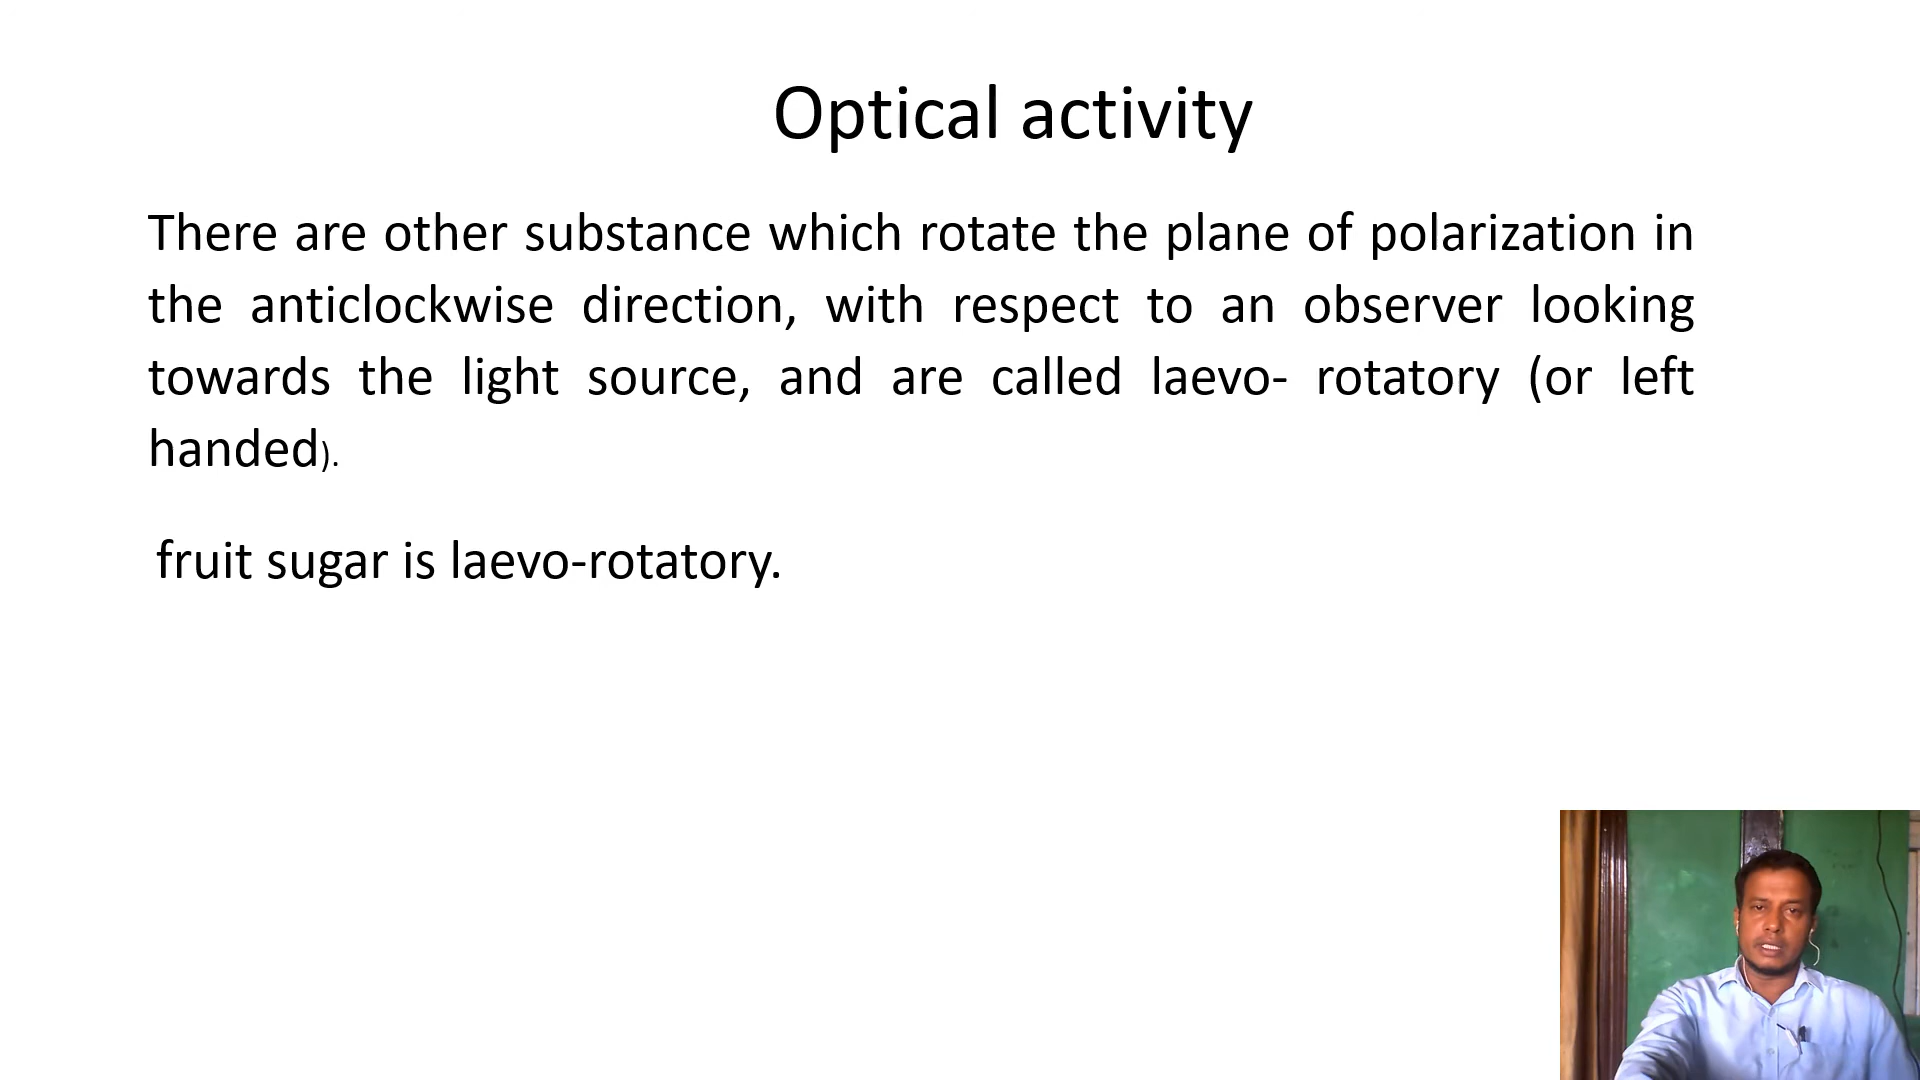 Optical activity
There are other substance which rotate the plane of polarization in
the anticlockwise direction, with respect to an observer looking
towards the light source, and are called laevo- rotatory (or left
handed).
fruit sugar is laevo-rotatory.